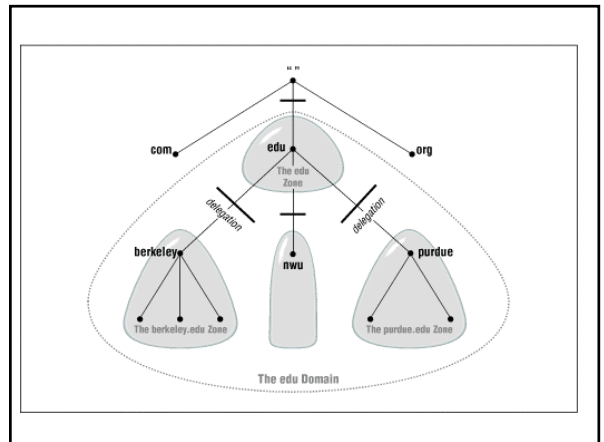 “ ”
com
edu
org
The edu
Zone
delegation
delegation
berkeley
nwu
purdue
The berkeley.edu Zone
The purdue.edu Zone
The edu Domain